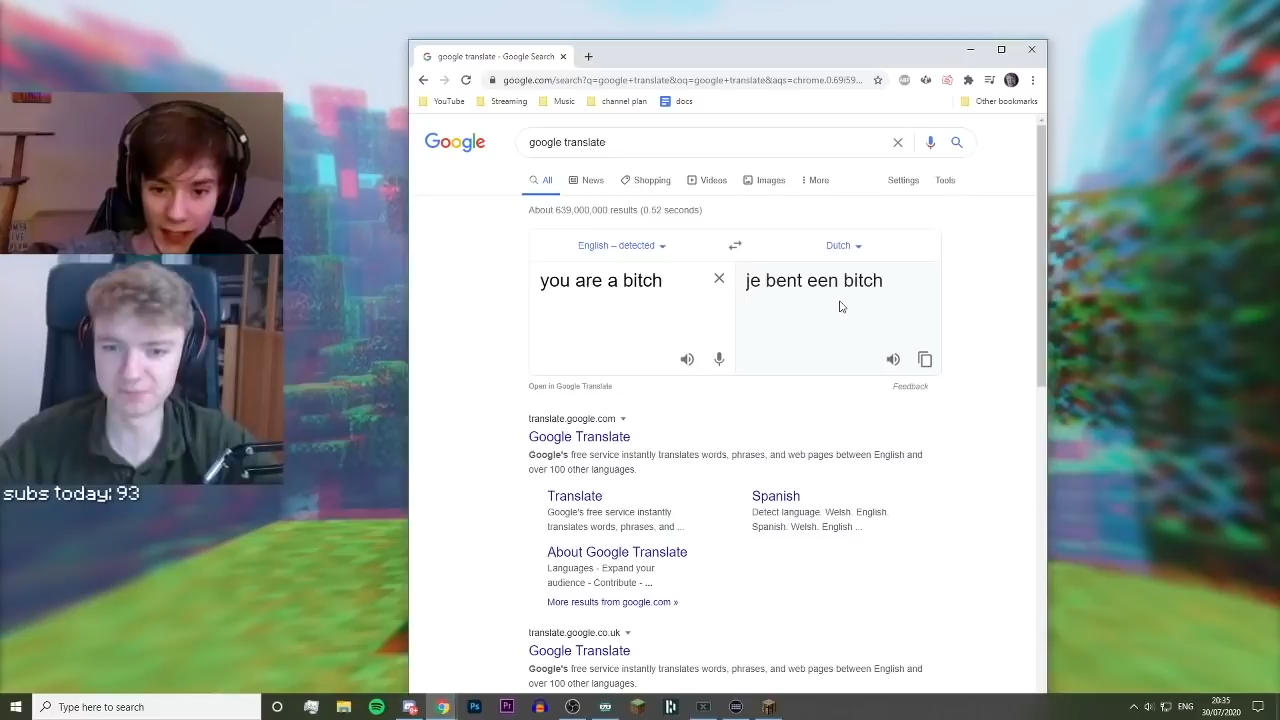 google translate - Google Search
google.com/search?q=google+translate&oq=google+translate&aqs=chrome.0.69i59...
YouTube Streaming Music channel plan docs Other bookmarks
Google google translate
All News Shopping Videos Images More Settings Tools
About 639,000,000 results (0.52 seconds)
English – detected Dutch
you are a bitch je bent een bitch
Open in Google Translate Feedback
translate.google.com
Google Translate
Google's free service instantly translates words, phrases, and web pages between English and
over 100 other languages.
Translate Spanish
Google's free service instantly Detect language. Welsh. English.
translates words, phrases, and ... Spanish. Welsh. English ...
About Google Translate
Languages - Expand your
audience - Contribute - ...
More results from google.com »
translate.google.co.uk
Google Translate
Google's free service instantly translates words, phrases, and web pages between English and
over 100 other languages.
subs today: 93
Type here to search
ENG
20:35
30/07/2020